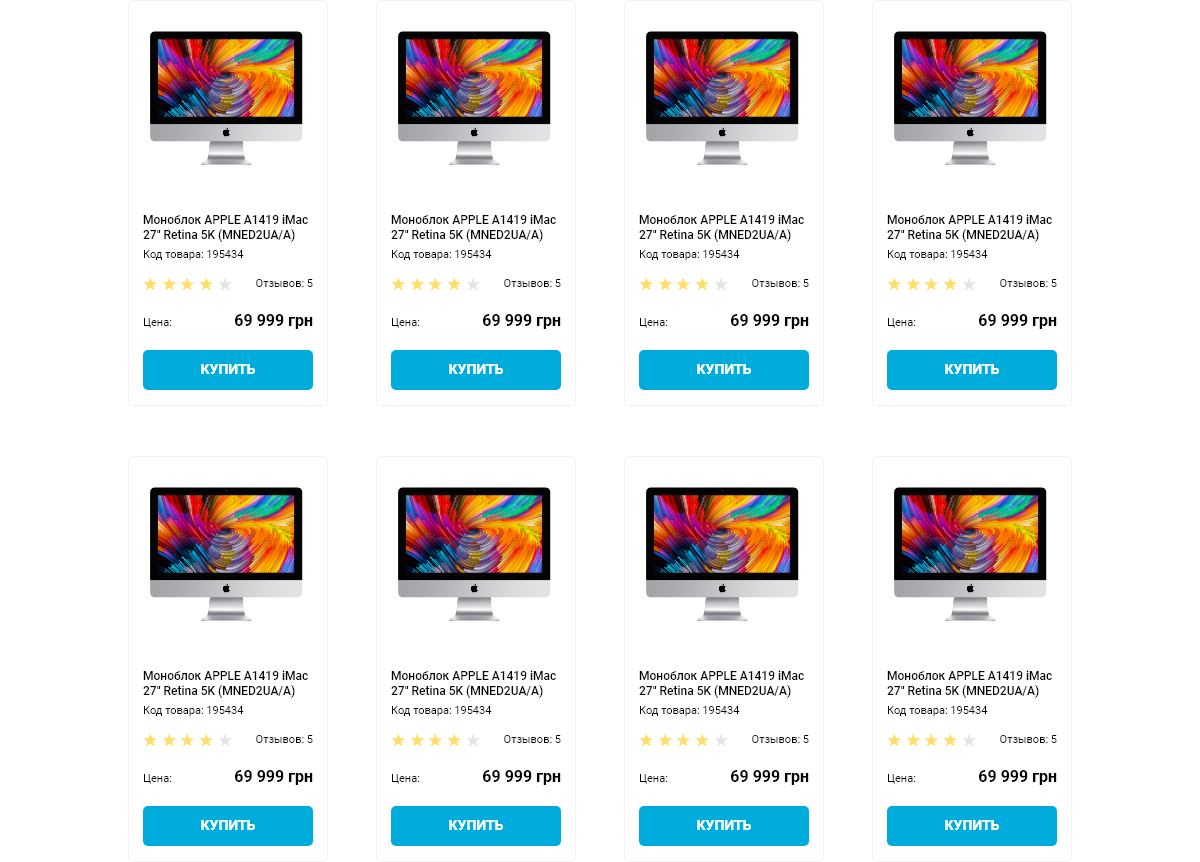 Моноблок APPLE A1419 iMac
27" Retina 5K (MNED2UA/A)
Код товара: 195434
Отзывов: 5
Цена: 69 999 грн
КУПИТЬ
Моноблок APPLE A1419 iMac
27" Retina 5K (MNED2UA/A)
Код товара: 195434
Отзывов: 5
Цена: 69 999 грн
КУПИТЬ
Моноблок APPLE A1419 iMac
27" Retina 5K (MNED2UA/A)
Код товара: 195434
Отзывов: 5
Цена: 69 999 грн
КУПИТЬ
Моноблок APPLE A1419 iMac
27" Retina 5K (MNED2UA/A)
Код товара: 195434
Отзывов: 5
Цена: 69 999 грн
КУПИТЬ
Моноблок APPLE A1419 iMac
27" Retina 5K (MNED2UA/A)
Код товара: 195434
Отзывов: 5
Цена: 69 999 грн
КУПИТЬ
Моноблок APPLE A1419 iMac
27" Retina 5K (MNED2UA/A)
Код товара: 195434
Отзывов: 5
Цена: 69 999 грн
КУПИТЬ
Моноблок APPLE A1419 iMac
27" Retina 5K (MNED2UA/A)
Код товара: 195434
Отзывов: 5
Цена: 69 999 грн
КУПИТЬ
Моноблок APPLE A1419 iMac
27" Retina 5K (MNED2UA/A)
Код товара: 195434
Отзывов: 5
Цена: 69 999 грн
КУПИТЬ